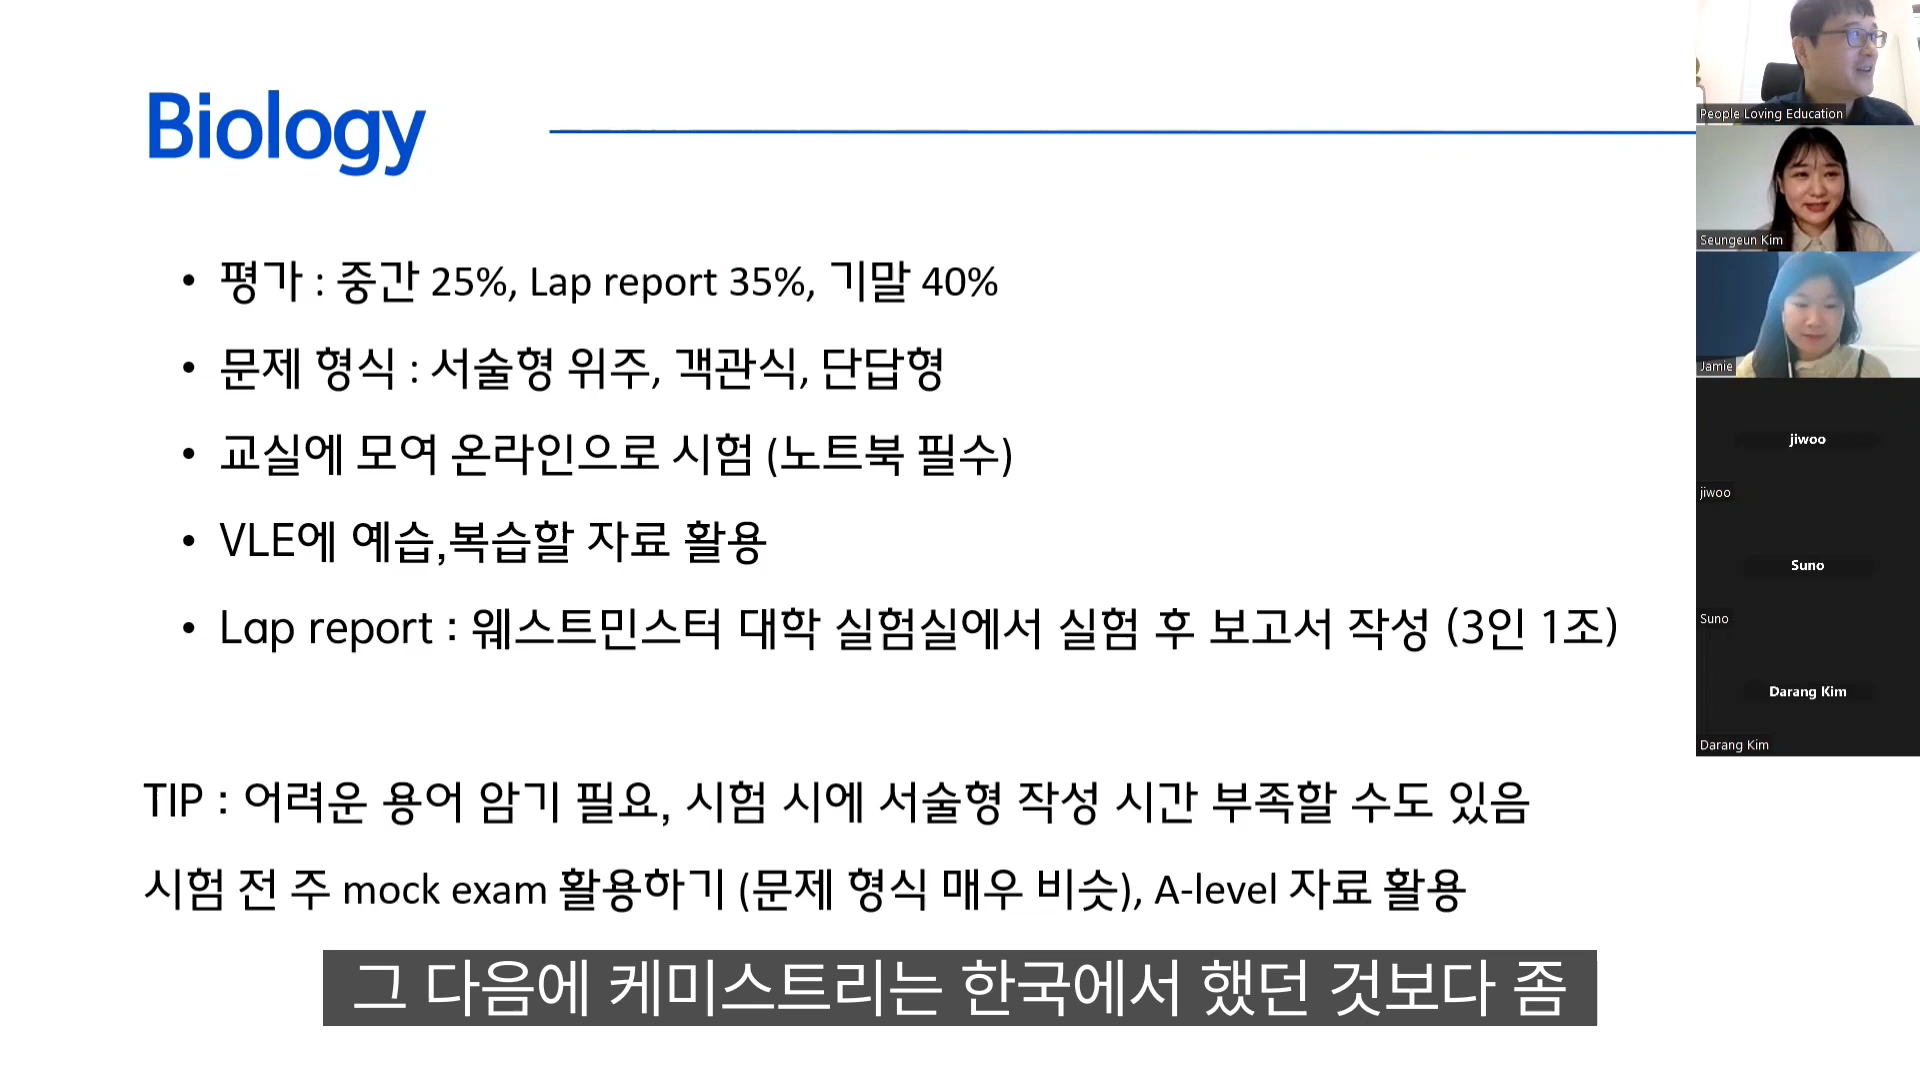 Biology
• 평가 : 중간 25%, Lap report 35%, 기말 40%
• 문제 형식 : 서술형 위주, 객관식, 단답형
• 교실에 모여 온라인으로 시험 (노트북 필수)
• VLE에 예습,복습할 자료 활용
• Lap report : 웨스트민스터 대학 실험실에서 실험 후 보고서 작성 (3인 1조)
TIP : 어려운 용어 암기 필요, 시험 시에 서술형 작성 시간 부족할 수도 있음
시험 전 주 mock exam 활용하기 (문제 형식 매우 비슷), A-level 자료 활용
그 다음에 케미스트리는 한국에서 했던 것보다 좀
People Loving Education
Seungeun Kim
Jamie
jiwoo
jiwoo
Suno
Suno
Darang Kim
Darang Kim